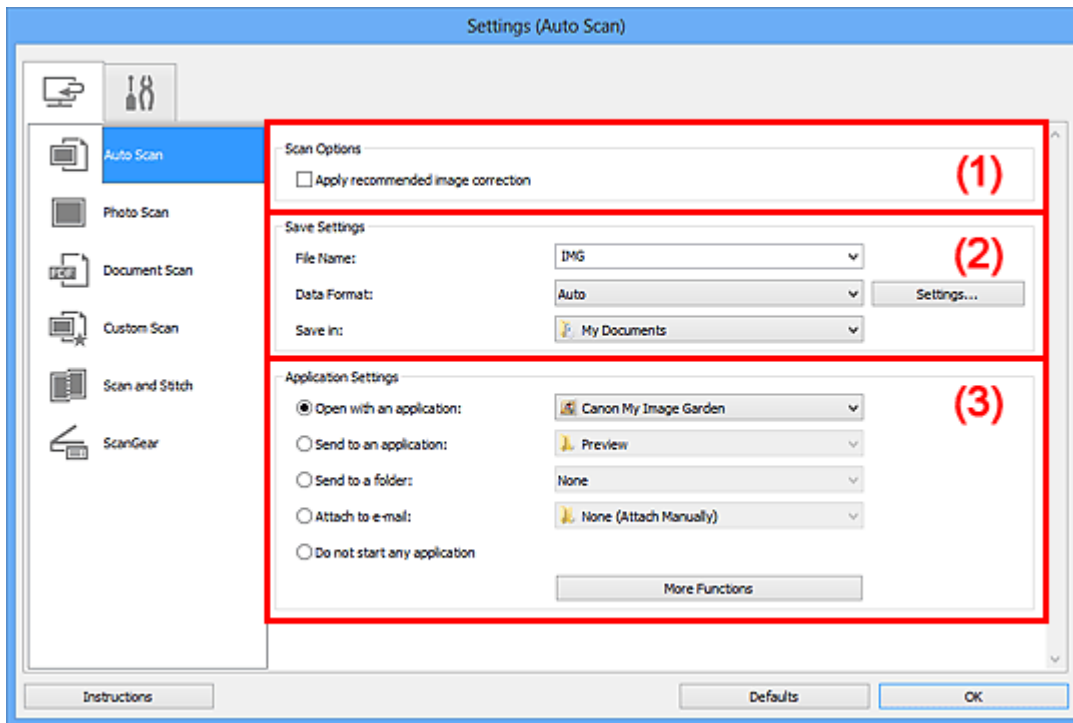 Settings (Auto Scan)
Auto Scan
Photo Scan
Document Scan
Custom Scan
Scan and Stitch
ScanGear
Scan Options
Apply recommended image correction
(1)
Save Settings
(2)
File Name: IMG
Data Format: Auto Settings...
Save in: My Documents
Application Settings
(3)
Open with an application: Canon My Image Garden
Send to an application: Preview
Send to a folder: None
Attach to e-mail: None (Attach Manually)
Do not start any application
More Functions
Instructions Defaults OK